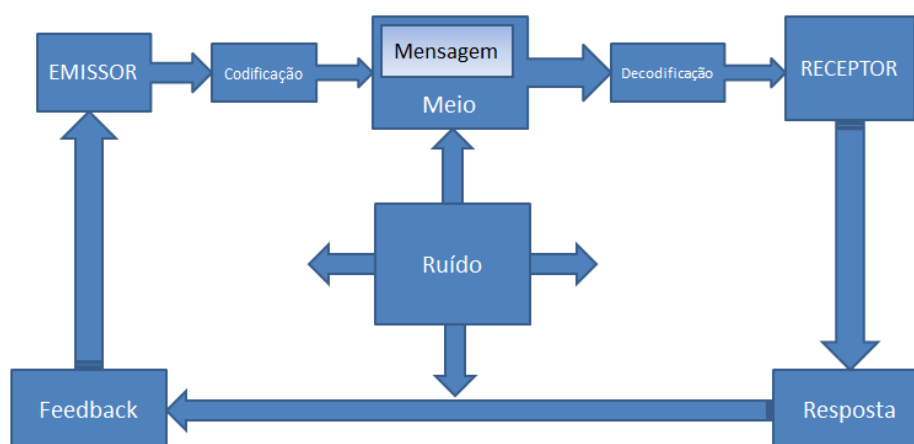 EMISSOR
Codificação
Mensagem
Meio
Decodificação
RECEPTOR
Ruído
Feedback
Resposta